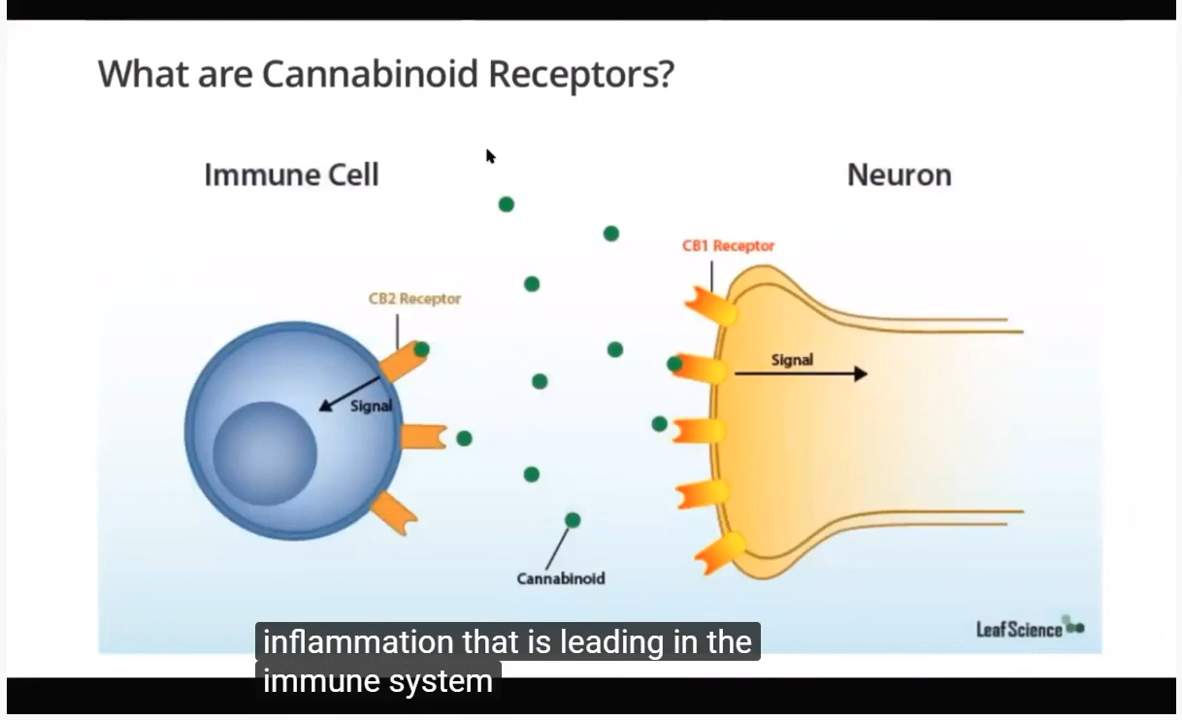 What are Cannabinoid Receptors?
Immune Cell
Neuron
CB1 Receptor
CB2 Receptor
Signal
Signal
Cannabinoid
LeafScience
inflammation that is leading in the
immune system